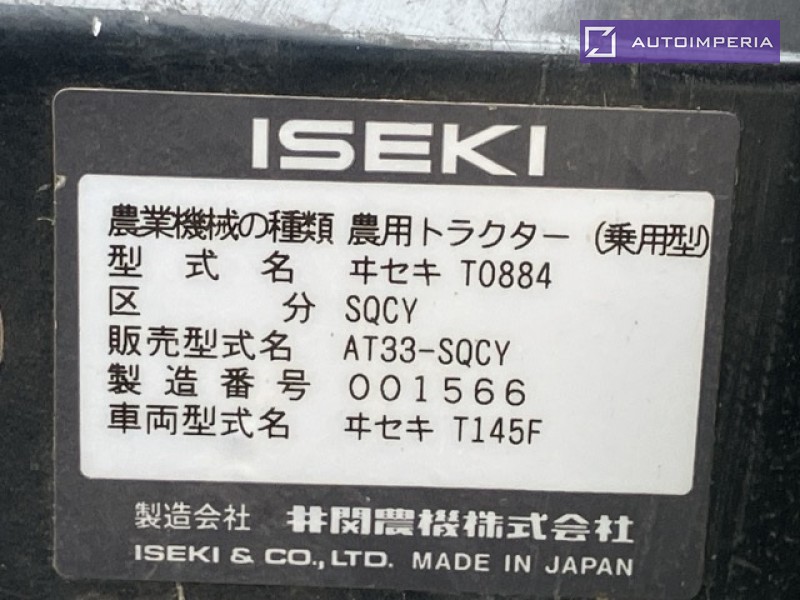 AUTOIMPERIA
ISEKI
農業機械の種類 農用トラクター (乗用型)
型式名 ヰセキ T0884
区分 SQCY
販売型式名 AT33-SQCY
製造番号 001566
車両型式名 ヰセキ T145F
製造会社 井関農機株式会社
ISEKI & CO., LTD. MADE IN JAPAN